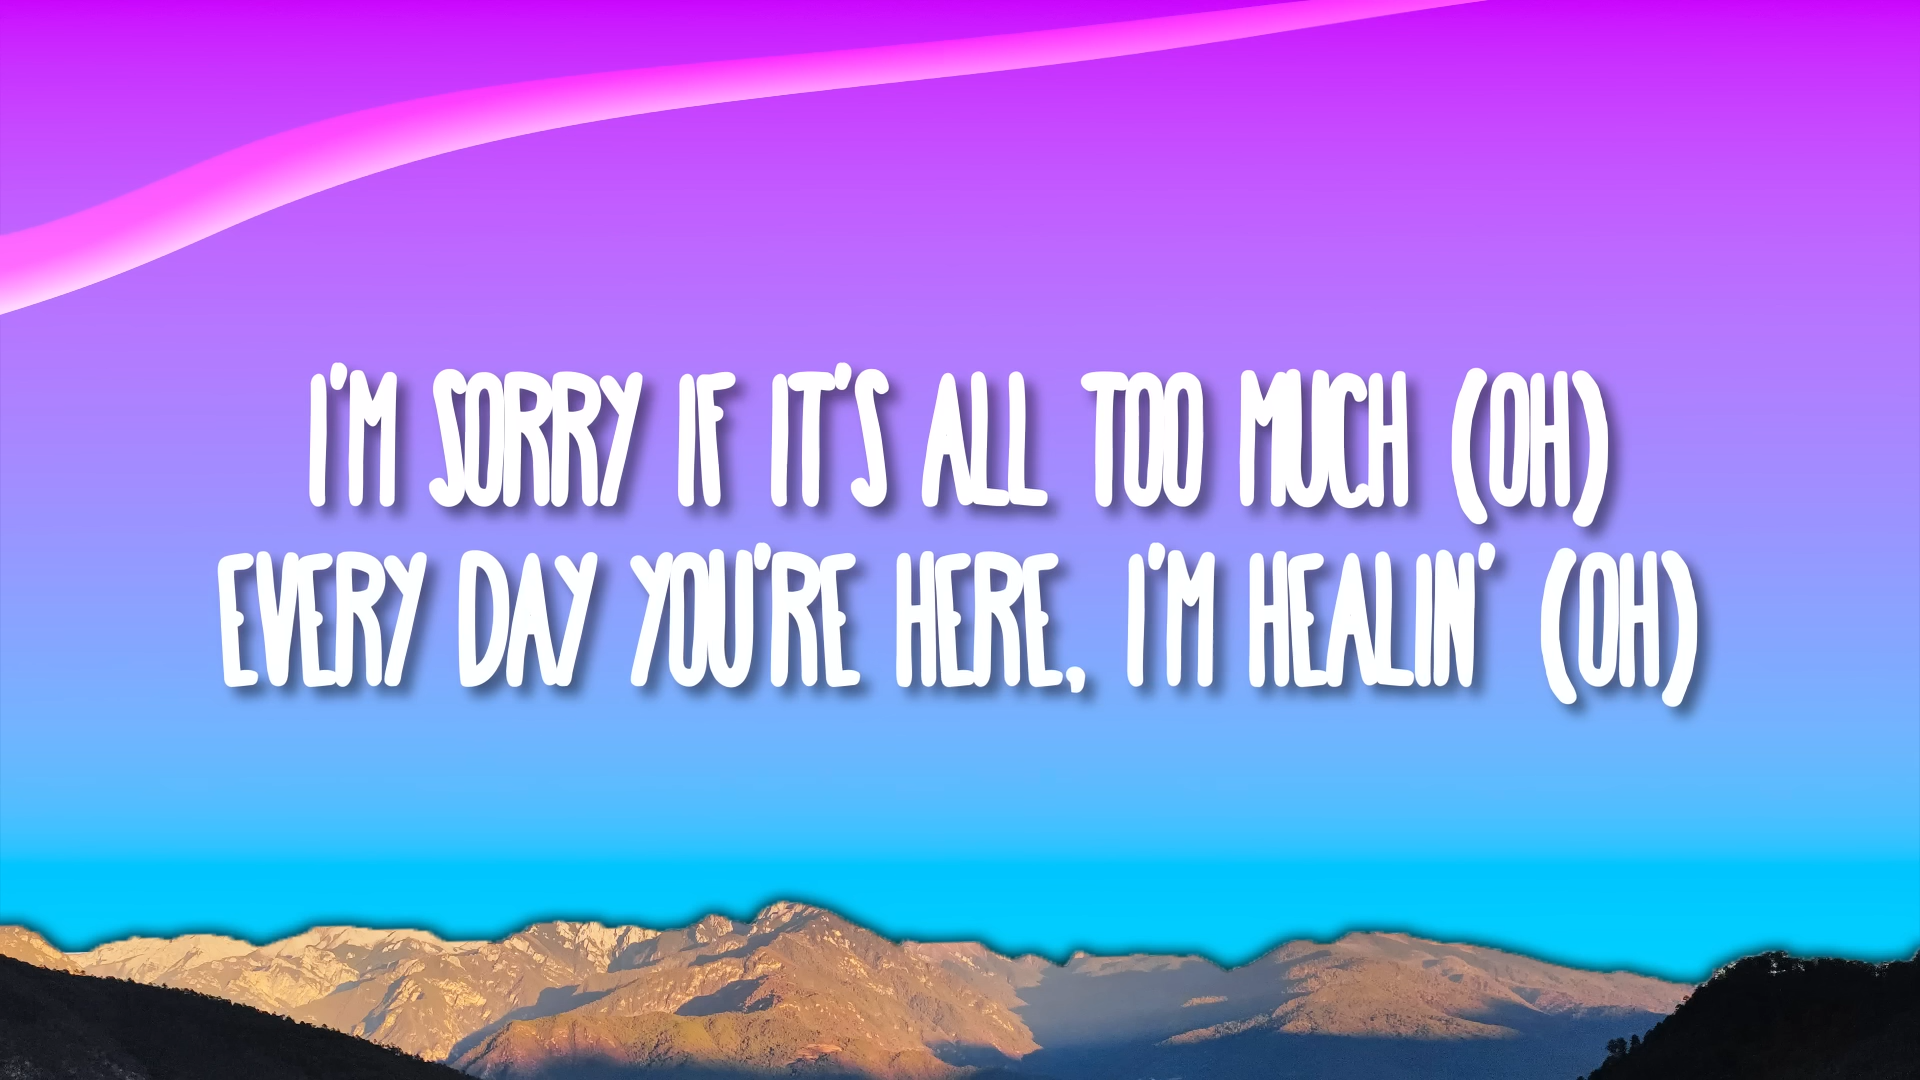 I'M SORRY IF IT'S ALL TOO MUCH (OH)
EVERY DAY YOU'RE HERE, I'M HEALIN' (OH)